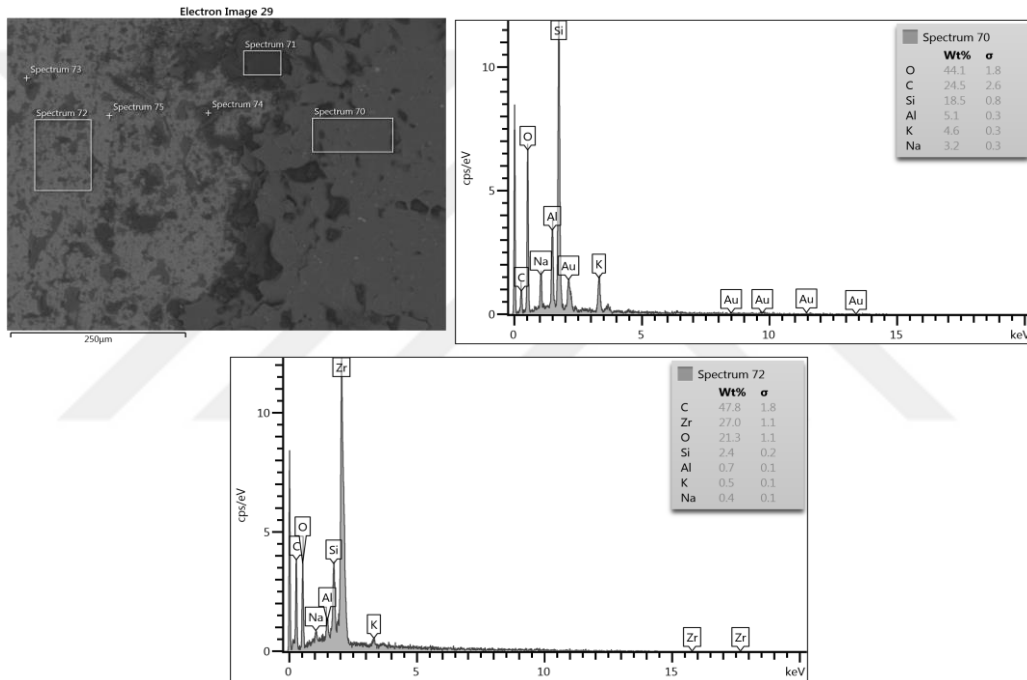 Electron Image 29
Spectrum 71
Spectrum 73
Spectrum 75
Spectrum 74
Spectrum 72
Spectrum 70
250µm
Si
10
O
cps/eV
5
Al
Na
Au
K
C
Au
Au
Au
Au
0
0
5
10
15
keV
Spectrum 70
Wt% σ
O 44.1 1.8
C 24.5 2.6
Si 18.5 0.8
Al 5.1 0.3
K 4.6 0.3
Na 3.2 0.3
Zr
10
cps/eV
5
O
C
Si
Al
Na
K
Zr
Zr
0
0
5
10
15
keV
Spectrum 72
Wt% σ
C 47.8 1.8
Zr 27.0 1.1
O 21.3 1.1
Si 2.4 0.2
Al 0.7 0.1
K 0.5 0.1
Na 0.4 0.1